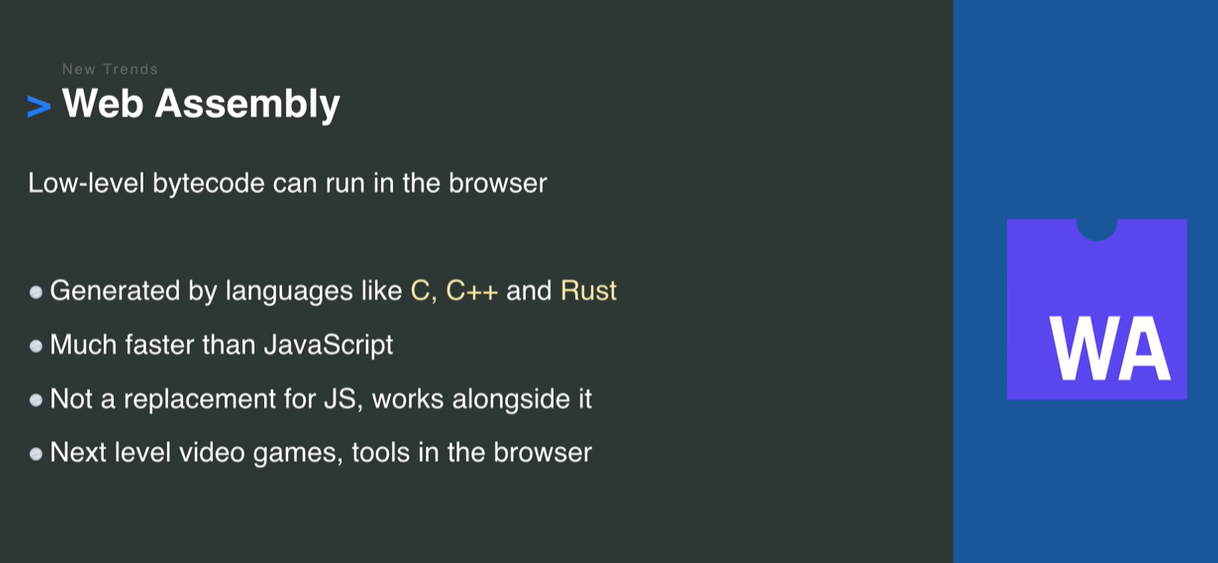 New Trends
> Web Assembly
Low-level bytecode can run in the browser
Generated by languages like C, C++ and Rust
Much faster than JavaScript
Not a replacement for JS, works alongside it
Next level video games, tools in the browser
WA